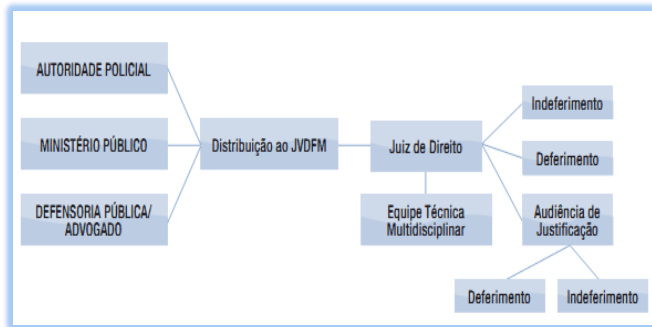 AUTORIDADE POLICIAL
MINISTÉRIO PÚBLICO
DEFENSORIA PÚBLICA/
ADVOGADO
Distribuição ao JVDFM
Juiz de Direito
Equipe Técnica
Multidisciplinar
Indeferimento
Deferimento
Audiência de
Justificação
Deferimento
Indeferimento